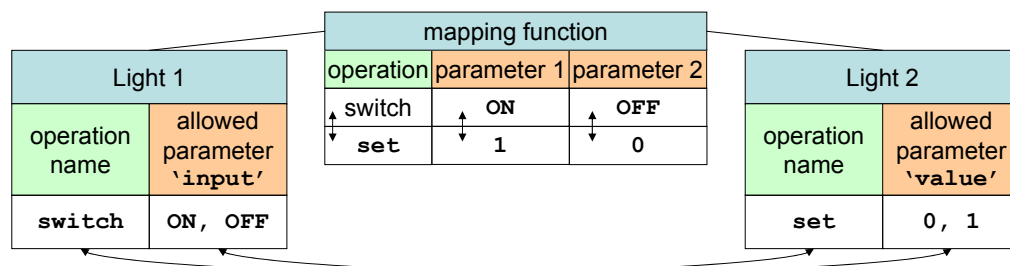 mapping function
operation parameter 1 parameter 2
switch ON OFF
set 1 0
Light 1
operation name
allowed parameter 'input'
switch ON, OFF
Light 2
operation name
allowed parameter 'value'
set 0, 1